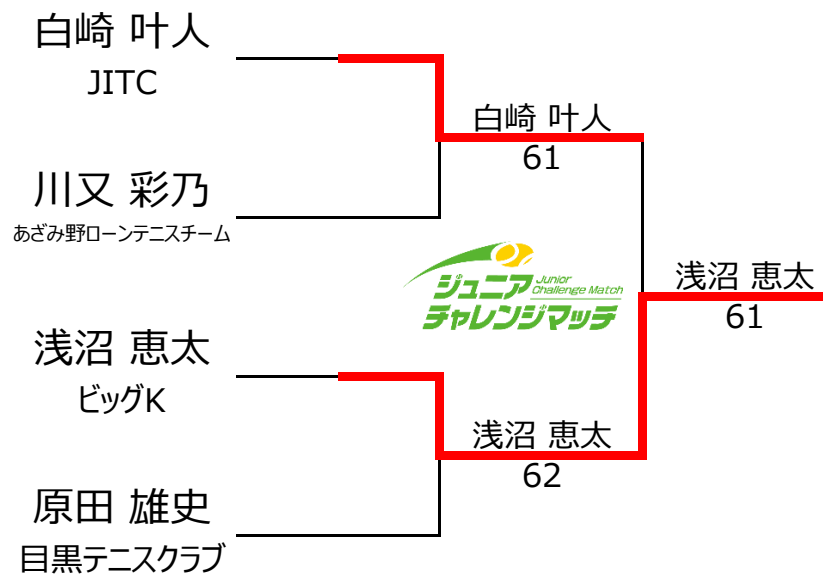 白崎 叶人
JITC
川又 彩乃
あざみ野ローンテニスチーム
浅沼 恵太
ビッグK
原田 雄史
目黒テニスクラブ
白崎 叶人
61
浅沼 恵太
62
ジュニア Junior
Challenge Match
チャレンジマッチ
浅沼 恵太
61